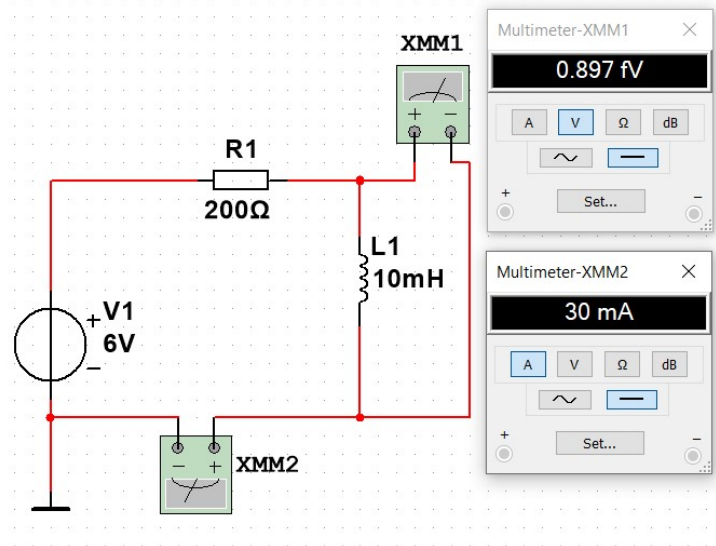 XMM1
+ −
R1
200Ω
L1
10mH
+ V1
6V
−
− +
XMM2
Multimeter-XMM1
0.897 fV
A V Ω dB
Set...
+ −
Multimeter-XMM2
30 mA
A V Ω dB
Set...
+ −